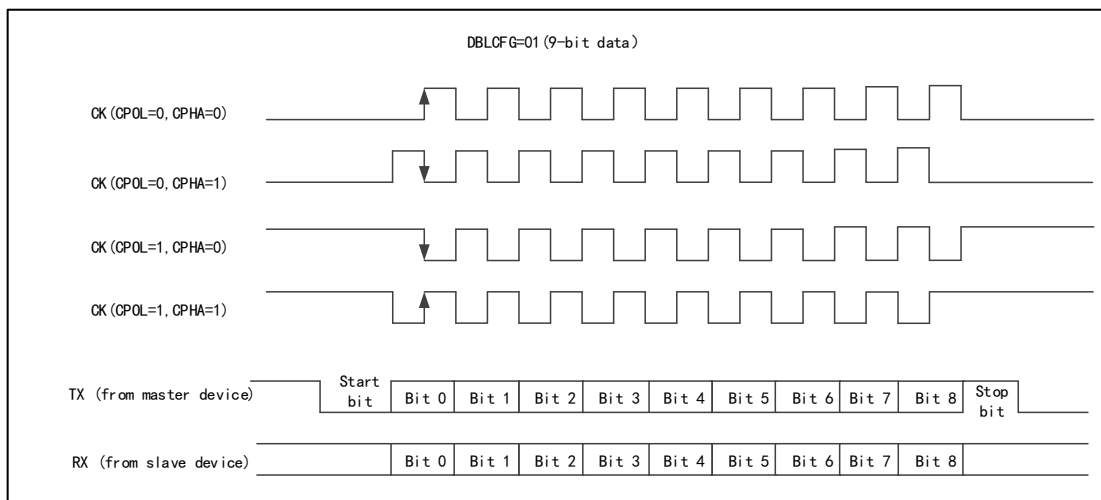 DBLCFG=01(9-bit data)
CK(CPOL=0,CPHA=0)
CK(CPOL=0,CPHA=1)
CK(CPOL=1,CPHA=0)
CK(CPOL=1,CPHA=1)
TX (from master device) Start bit Bit 0 Bit 1 Bit 2 Bit 3 Bit 4 Bit 5 Bit 6 Bit 7 Bit 8 Stop bit
RX (from slave device) Bit 0 Bit 1 Bit 2 Bit 3 Bit 4 Bit 5 Bit 6 Bit 7 Bit 8